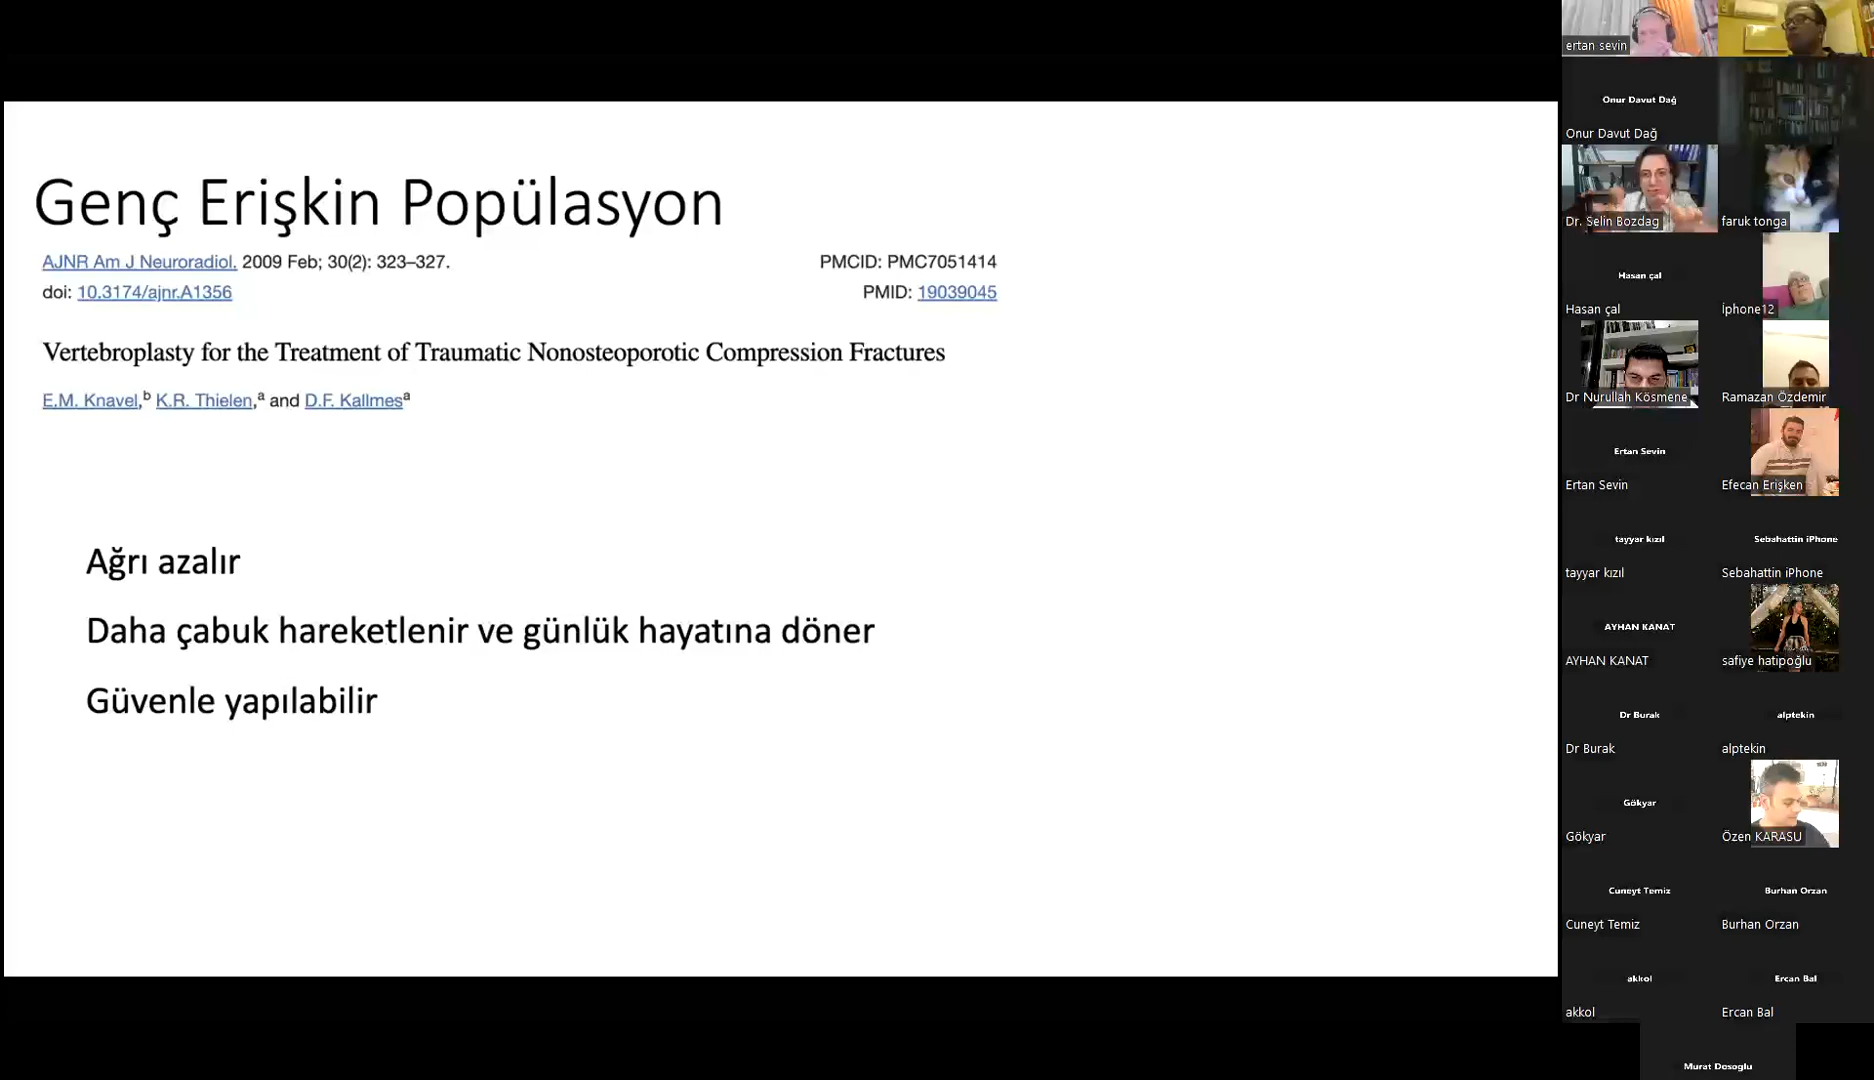 Genç Erişkin Popülasyon
AJNR Am J Neuroradiol. 2009 Feb; 30(2): 323–327.
PMCID: PMC7051414
doi: 10.3174/ajnr.A1356
PMID: 19039045
Vertebroplasty for the Treatment of Traumatic Nonosteoporotic Compression Fractures
E.M. Knavel,b K.R. Thielen,a and D.F. Kallmesa
Ağrı azalır
Daha çabuk hareketlenir ve günlük hayatına döner
Güvenle yapılabilir
ertan sevin
Onur Davut Dağ
Onur Davut Dağ
Dr. Selin Bozdag
faruk tonga
Hasan çal
Hasan çal
İphone12
Dr Nurullah Kösmene
Ramazan Özdemir
Ertan Sevin
Ertan Sevin
Efecan Erişken
tayyar kızıl
Sebahattin iPhone
tayyar kızıl
Sebahattin iPhone
AYHAN KANAT
AYHAN KANAT
safiye hatipoğlu
Dr Burak
alptekin
Dr Burak
alptekin
Gökyar
Gökyar
Özen KARASU
Cuneyt Temiz
Burhan Orzan
Cuneyt Temiz
Burhan Orzan
akkol
Ercan Bal
akkol
Ercan Bal
Murat Dosoglu